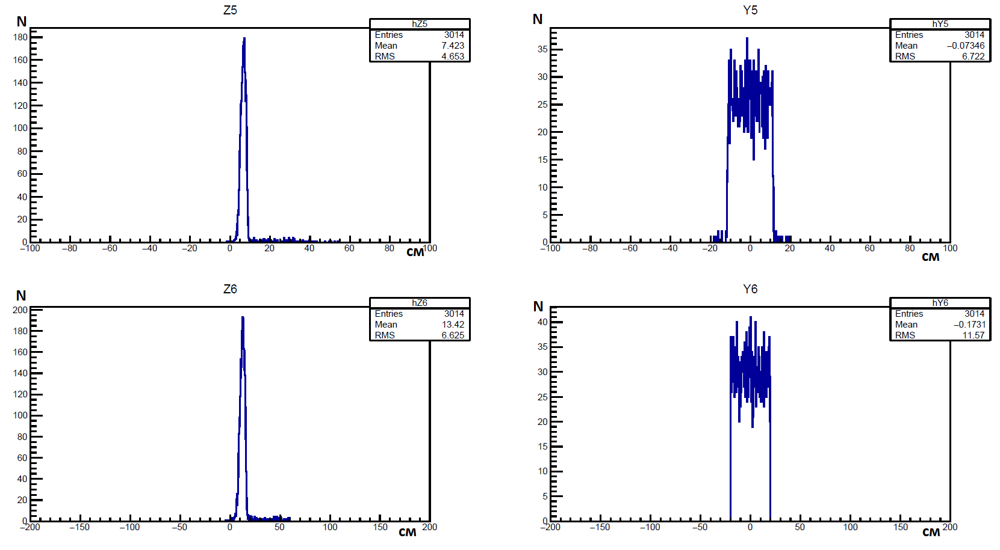 Z5
N
hZ5
Entries 3014
Mean 7.423
RMS 4.653
180
160
140
120
100
80
60
40
20
0
−100 −80 −60 −40 −20 0 20 40 60 80 100
см
Y5
N
hY5
Entries 3014
Mean −0.07346
RMS 6.722
35
30
25
20
15
10
5
0
−100 −80 −60 −40 −20 0 20 40 60 80 100
см
Z6
N
hZ6
Entries 3014
Mean 13.42
RMS 6.625
200
180
160
140
120
100
80
60
40
20
0
−200 −150 −100 −50 0 50 100 150 200
см
Y6
N
hY6
Entries 3014
Mean −0.1731
RMS 11.57
40
35
30
25
20
15
10
5
0
−200 −150 −100 −50 0 50 100 150 200
см